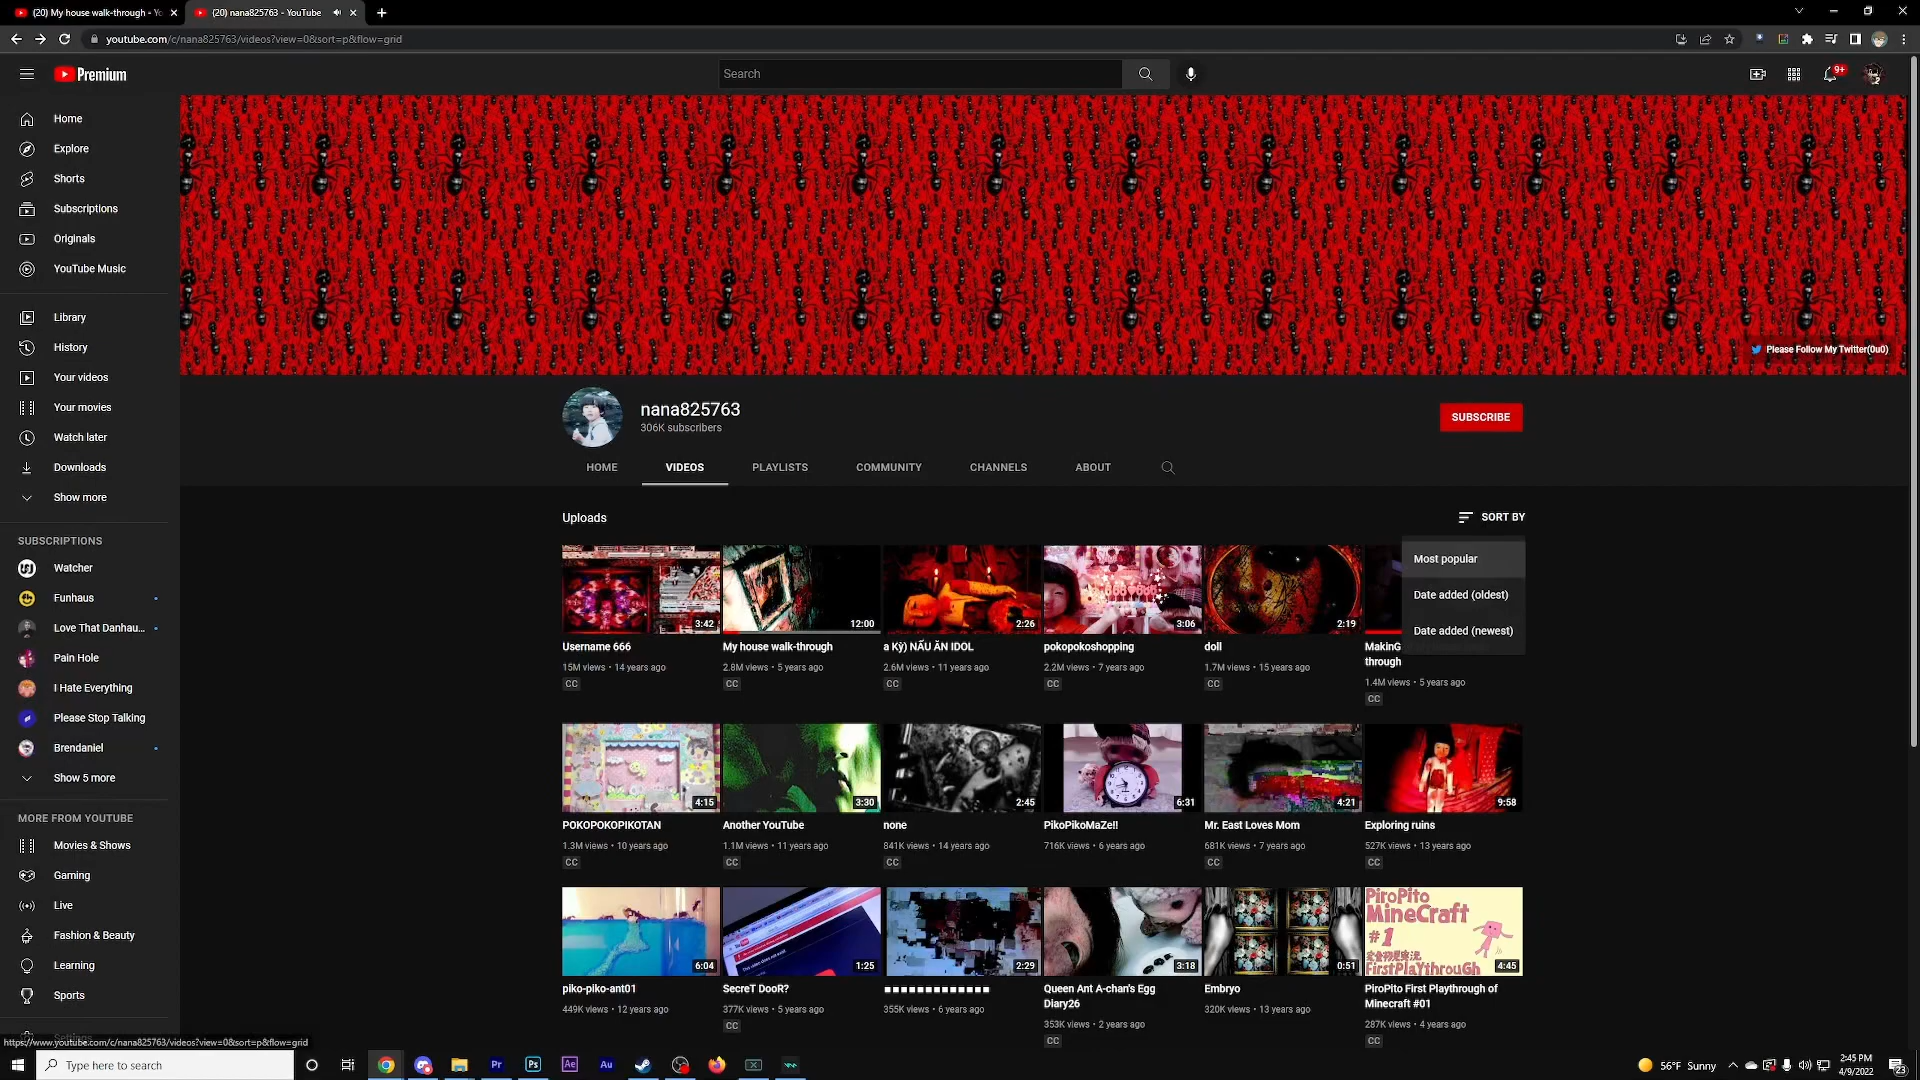 (20) My house walk-through - Yo
(20) nana825763 - YouTube
youtube.com/c/nana825763/videos?view=0&sort=p&flow=grid
Premium
Search
9+
Home
Explore
Shorts
Subscriptions
Originals
YouTube Music
Library
History
Your videos
Your movies
Watch later
Downloads
Show more
SUBSCRIPTIONS
Watcher
Funhaus
Love That Danhau...
Pain Hole
I Hate Everything
Please Stop Talking
Brendaniel
Show 5 more
MORE FROM YOUTUBE
Movies & Shows
Gaming
Live
Fashion & Beauty
Learning
Sports
Settings
https://www.youtube.com/c/nana825763/videos?view=0&sort=p&flow=grid
Please Follow My Twitter(0u0)
nana825763
306K subscribers
SUBSCRIBE
HOME
VIDEOS
PLAYLISTS
COMMUNITY
CHANNELS
ABOUT
Uploads
SORT BY
Most popular
Date added (oldest)
Date added (newest)
3:42
Username 666
15M views • 14 years ago
CC
12:00
My house walk-through
2.8M views • 5 years ago
CC
2:26
a Kỳ) NẤU ĂN IDOL
2.6M views • 11 years ago
CC
3:06
pokopokoshopping
2.2M views • 7 years ago
CC
2:19
doll
1.7M views • 15 years ago
CC
MakinG
through
1.4M views • 5 years ago
CC
4:15
POKOPOKOPIKOTAN
1.3M views • 10 years ago
CC
3:30
Another YouTube
1.1M views • 11 years ago
CC
2:45
none
841K views • 14 years ago
CC
6:31
PikoPikoMaZe!!
716K views • 6 years ago
4:21
Mr. East Loves Mom
681K views • 7 years ago
CC
9:58
Exploring ruins
527K views • 13 years ago
CC
6:04
piko-piko-ant01
449K views • 12 years ago
1:25
SecreT DooR?
377K views • 5 years ago
CC
2:29
■■■■■■■■■■■■■
355K views • 6 years ago
3:18
Queen Ant A-chan's Egg
Diary26
353K views • 2 years ago
CC
0:51
Embryo
320K views • 13 years ago
PiroPito
MineCraft
#1
FirstPlayThrouGh
4:45
PiroPito First Playthrough of
Minecraft #01
287K views • 4 years ago
CC
Type here to search
Pr
Ps
Ae
Au
56°F Sunny
2:45 PM
4/9/2022
23